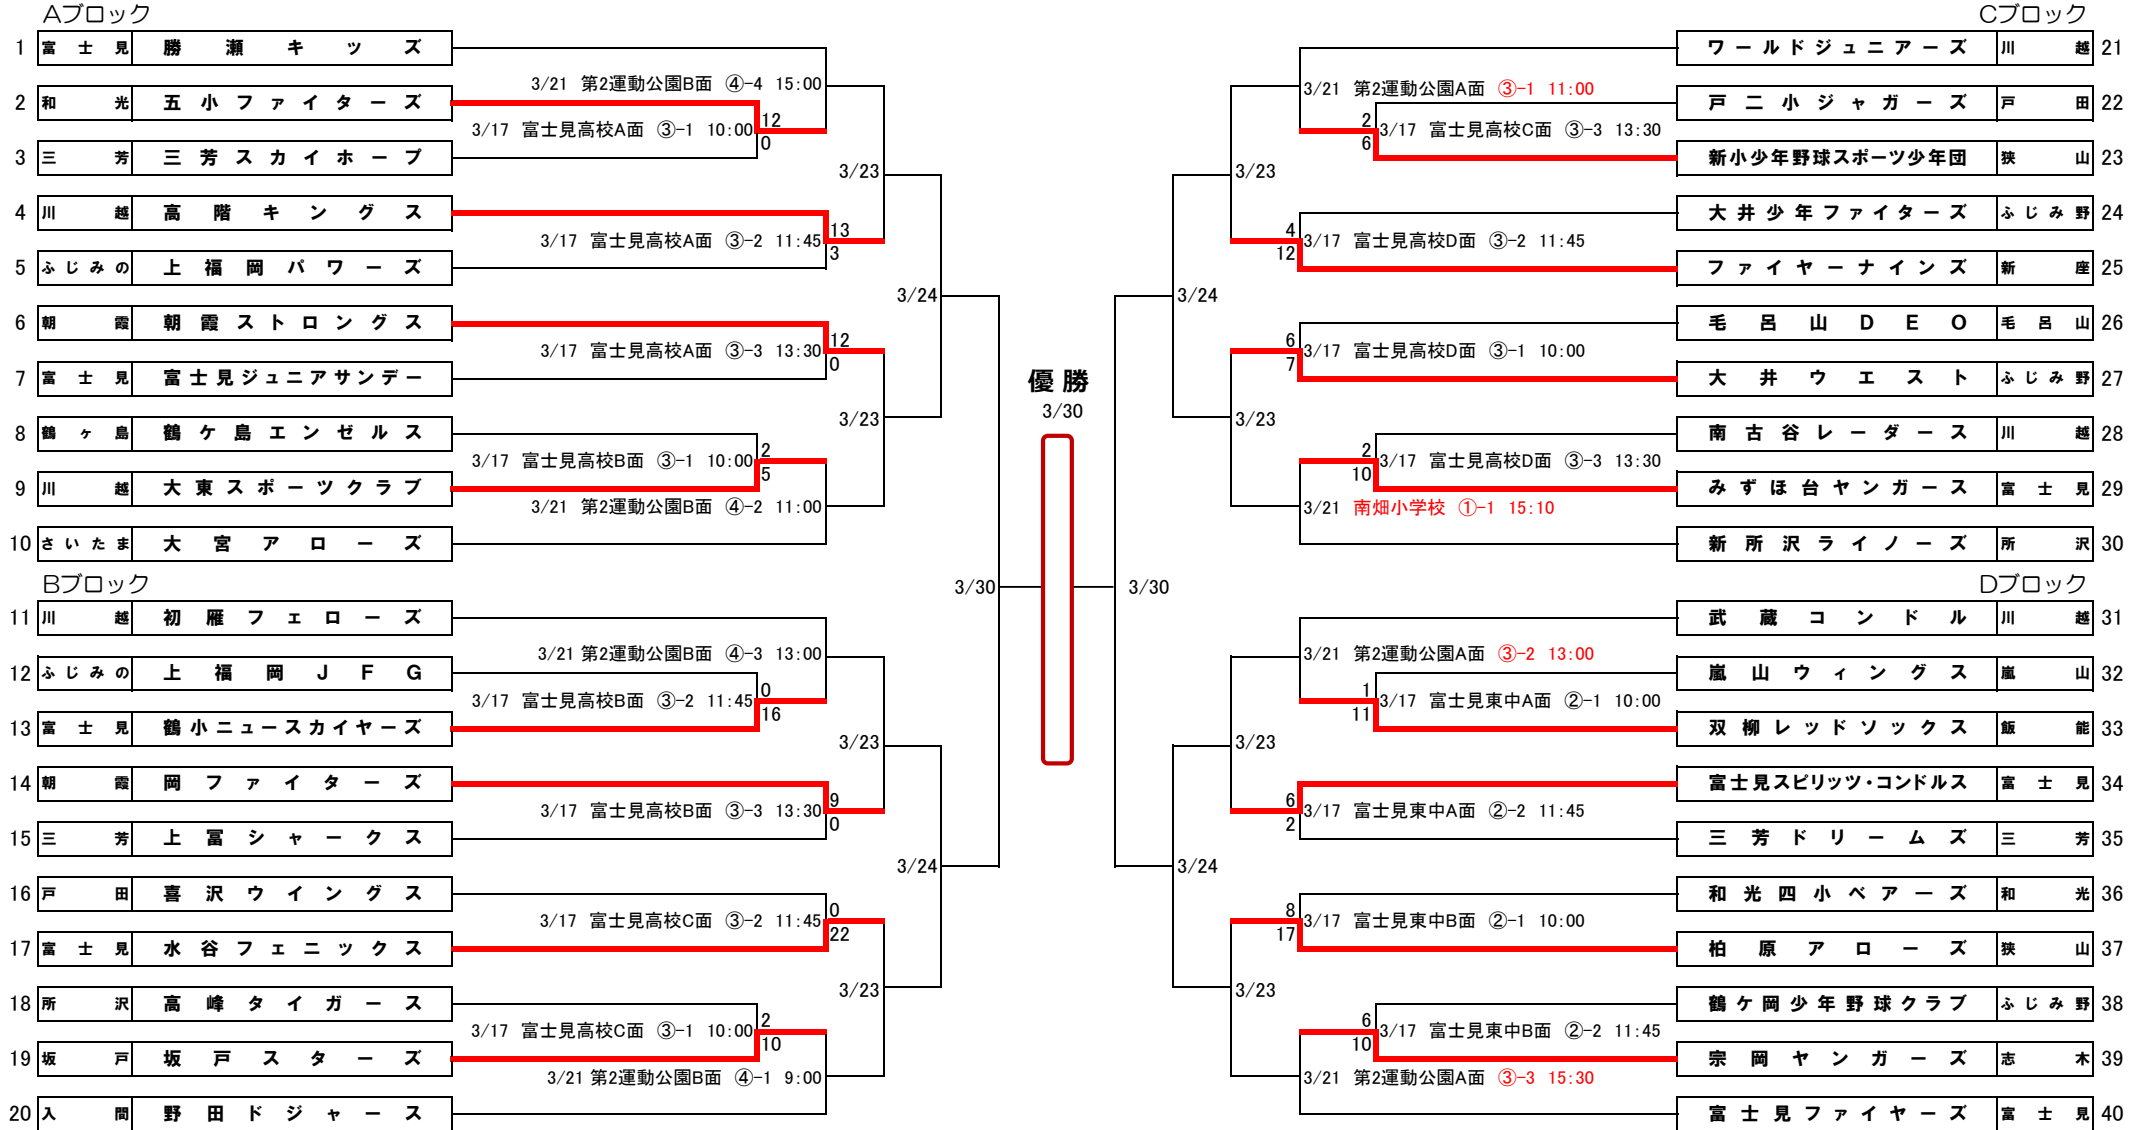 Aブロック
1 富士見 勝瀬キッズ
3/21 第2運動公園B面 ④-4 15:00
2 和光 五小ファイターズ
3/17 富士見高校A面 ③-1 10:00 12
0
3 三芳 三芳スカイホープ
3/23
4 川越 高階キングス
3/17 富士見高校A面 ③-2 11:45 13
3
5 ふじみの 上福岡パワーズ
3/24
6 朝霞 朝霞ストロングス
3/17 富士見高校A面 ③-3 13:30 12
0
7 富士見 富士見ジュニアサンデー
3/23
8 鶴ヶ島 鶴ケ島エンゼルス
3/17 富士見高校B面 ③-1 10:00 2
5
9 川越 大東スポーツクラブ
3/21 第2運動公園B面 ④-2 11:00
10 さいたま 大宮アローズ
Bブロック
3/30
11 川越 初雁フェローズ
3/21 第2運動公園B面 ④-3 13:00
12 ふじみの 上福岡JFG
3/17 富士見高校B面 ③-2 11:45 0
16
13 富士見 鶴小ニュースカイヤーズ
3/23
14 朝霞 岡ファイターズ
3/17 富士見高校B面 ③-3 13:30 9
0
15 三芳 上冨シャークス
3/24
16 戸田 喜沢ウイングス
3/17 富士見高校C面 ③-2 11:45 0
22
17 富士見 水谷フェニックス
3/23
18 所沢 高峰タイガース
3/17 富士見高校C面 ③-1 10:00 2
10
19 坂戸 坂戸スターズ
3/21 第2運動公園B面 ④-1 9:00
20 入間 野田ドジャース
優勝
3/30
Cブロック
ワールドジュニアーズ 川越 21
3/21 第2運動公園A面 ③-1 11:00
戸二小ジャガーズ 戸田 22
2 3/17 富士見高校C面 ③-3 13:30
6
新小少年野球スポーツ少年団 狭山 23
3/23
大井少年ファイターズ ふじみ野 24
4 3/17 富士見高校D面 ③-2 11:45
12
ファイヤーナインズ 新座 25
3/24
毛呂山DEO 毛呂山 26
6 3/17 富士見高校D面 ③-1 10:00
7
大井ウエスト ふじみ野 27
3/23
南古谷レーダース 川越 28
2 3/17 富士見高校D面 ③-3 13:30
10
みずほ台ヤンガース 富士見 29
3/21 南畑小学校 ①-1 15:10
新所沢ライノーズ 所沢 30
Dブロック
3/30
武蔵コンドル 川越 31
3/21 第2運動公園A面 ③-2 13:00
嵐山ウィングス 嵐山 32
1 3/17 富士見東中A面 ②-1 10:00
11
双柳レッドソックス 飯能 33
3/23
富士見スピリッツ・コンドルス 富士見 34
6 3/17 富士見東中A面 ②-2 11:45
2
三芳ドリームズ 三芳 35
3/24
和光四小ベアーズ 和光 36
8 3/17 富士見東中B面 ②-1 10:00
17
柏原アローズ 狭山 37
3/23
鶴ケ岡少年野球クラブ ふじみ野 38
6 3/17 富士見東中B面 ②-2 11:45
10
宗岡ヤンガーズ 志木 39
3/21 第2運動公園A面 ③-3 15:30
富士見ファイヤーズ 富士見 40